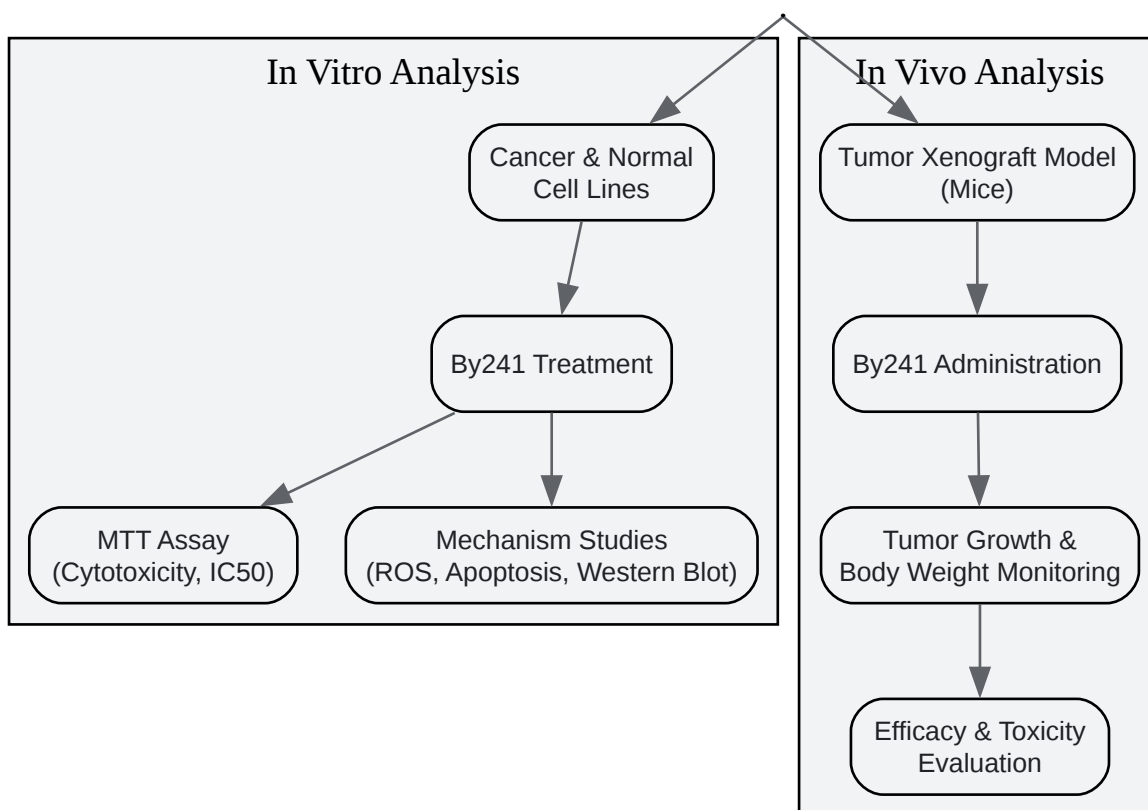 In Vitro Analysis
Cancer & Normal
Cell Lines
By241 Treatment
MTT Assay
(Cytotoxicity, IC50)
Mechanism Studies
(ROS, Apoptosis, Western Blot)
In Vivo Analysis
Tumor Xenograft Model
(Mice)
By241 Administration
Tumor Growth &
Body Weight Monitoring
Efficacy & Toxicity
Evaluation